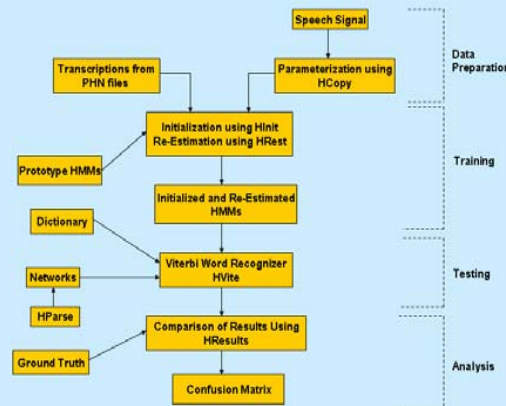 Speech Signal
Data
Preparation
Transcriptions from
PHN files
Parameterization using
HCopy
Initialization using HInit
Re-Estimation using HRest
Training
Prototype HMMs
Initialized and Re-Estimated
HMMs
Dictionary
Viterbi Word Recognizer
HVite
Testing
Networks
HParse
Comparison of Results Using
HResults
Ground Truth
Analysis
Confusion Matrix